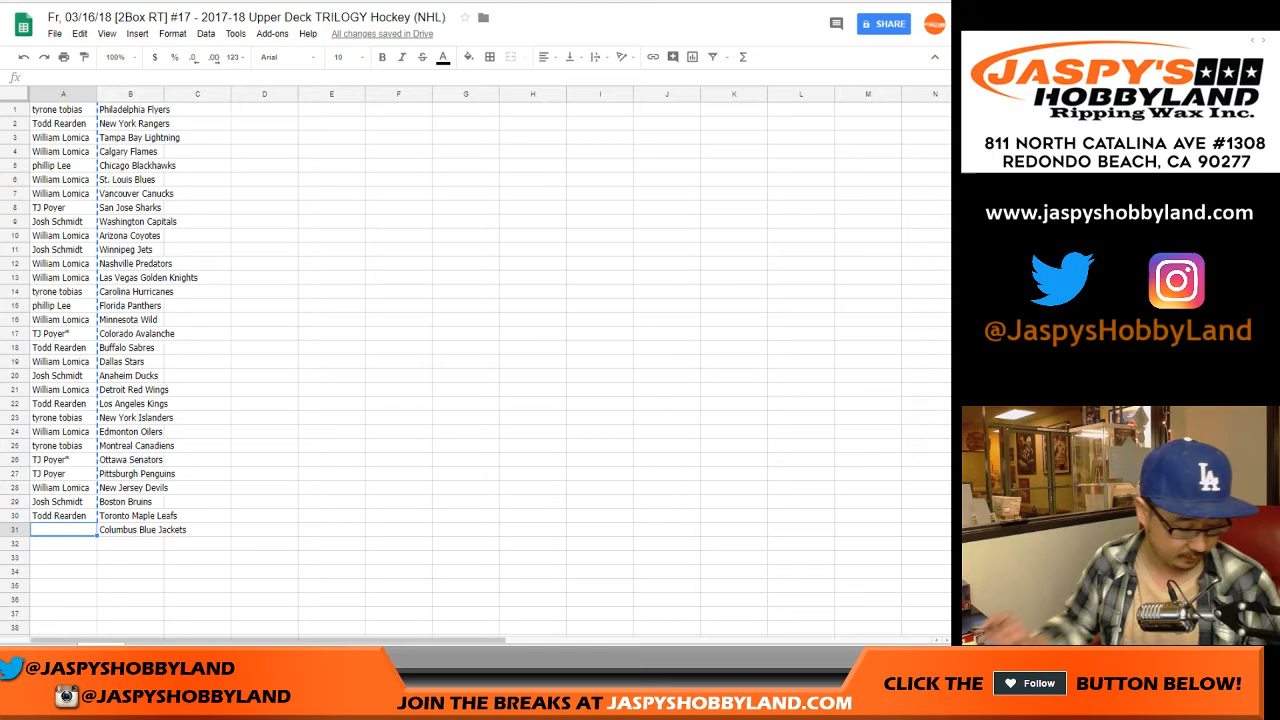 Fr, 03/16/18 [2Box RT] #17 - 2017-18 Upper Deck TRILOGY Hockey (NHL)
File Edit View Insert Format Data Tools Add-ons Help All changes saved in Drive
SHARE
100% $ % .0 .00 123 Arial 10 B I S A
fx
A B C D E F G H I J K L M N
1 tyrone tobias Philadelphia Flyers
2 Todd Rearden New York Rangers
3 William Lomica Tampa Bay Lightning
4 William Lomica Calgary Flames
5 phillip Lee Chicago Blackhawks
6 William Lomica St. Louis Blues
7 William Lomica Vancouver Canucks
8 TJ Poyer San Jose Sharks
9 Josh Schmidt Washington Capitals
10 William Lomica Arizona Coyotes
11 Josh Schmidt Winnipeg Jets
12 William Lomica Nashville Predators
13 William Lomica Las Vegas Golden Knights
14 tyrone tobias Carolina Hurricanes
15 phillip Lee Florida Panthers
16 William Lomica Minnesota Wild
17 TJ Poyer* Colorado Avalanche
18 Todd Rearden Buffalo Sabres
19 William Lomica Dallas Stars
20 Josh Schmidt Anaheim Ducks
21 William Lomica Detroit Red Wings
22 Todd Rearden Los Angeles Kings
23 tyrone tobias New York Islanders
24 William Lomica Edmonton Oilers
25 tyrone tobias Montreal Canadiens
26 TJ Poyer* Ottawa Senators
27 TJ Poyer Pittsburgh Penguins
28 William Lomica New Jersey Devils
29 Josh Schmidt Boston Bruins
30 Todd Rearden Toronto Maple Leafs
31 Columbus Blue Jackets
32
33
34
35
36
37
38
JASPY'S
HOBBYLAND
Ripping Wax Inc.
811 NORTH CATALINA AVE #1308
REDONDO BEACH, CA 90277
www.jaspyshobbyland.com
@JaspysHobbyLand
LA
@JASPYSHOBBYLAND
@JASPYSHOBBYLAND
JOIN THE BREAKS AT JASPYSHOBBYLAND.COM
CLICK THE Follow BUTTON BELOW!